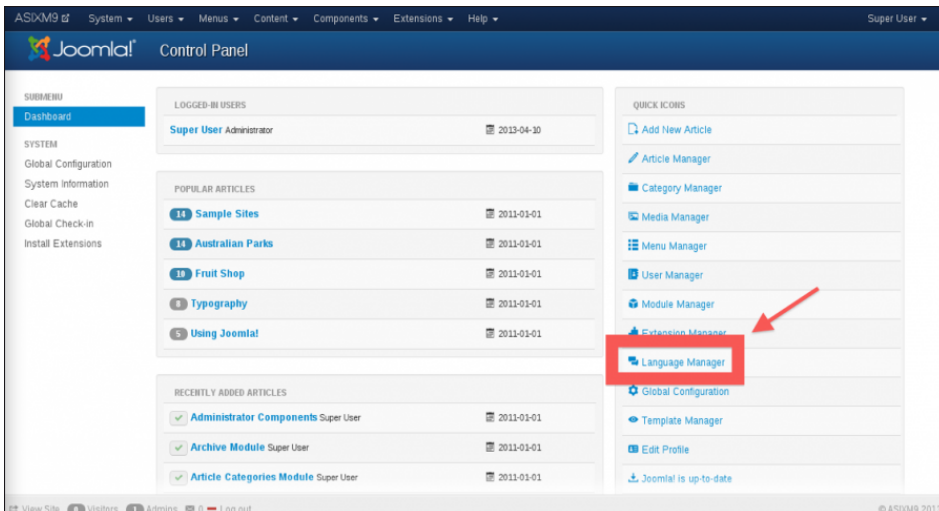 ASIXM9 System Users Menus Content Components Extensions Help Super User
Joomla! Control Panel
SUBMENU
Dashboard
SYSTEM
Global Configuration
System Information
Clear Cache
Global Check-in
Install Extensions
LOGGED-IN USERS
Super User Administrator 2013-04-10
POPULAR ARTICLES
14 Sample Sites 2011-01-01
14 Australian Parks 2011-01-01
10 Fruit Shop 2011-01-01
8 Typography 2011-01-01
5 Using Joomla! 2011-01-01
RECENTLY ADDED ARTICLES
Administrator Components Super User 2011-01-01
Archive Module Super User 2011-01-01
Article Categories Module Super User 2011-01-01
QUICK ICONS
Add New Article
Article Manager
Category Manager
Media Manager
Menu Manager
User Manager
Module Manager
Extension Manager
Language Manager
Global Configuration
Template Manager
Edit Profile
Joomla! is up-to-date
View Site 0 Visitors 1 Admins 0 Log out © ASIXM9 2013